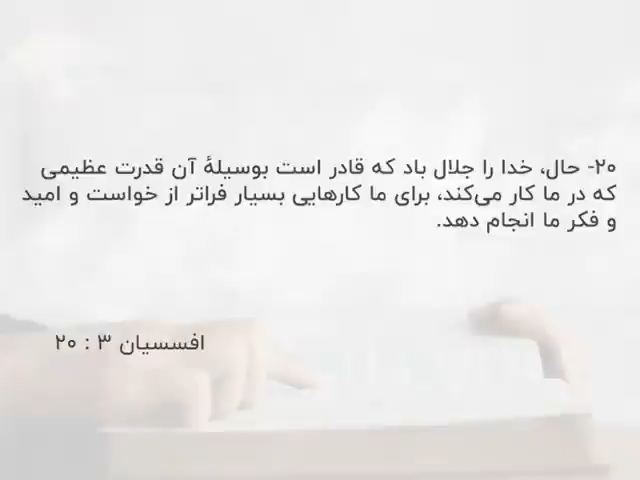 ۲۰- حال، خدا را جلال باد که قادر است بوسیلهٔ آن قدرت عظیمی
که در ما کار می‌کند، برای ما کارهایی بسیار فراتر از خواست و امید
و فکر ما انجام دهد.
افسسیان ۳ : ۲۰